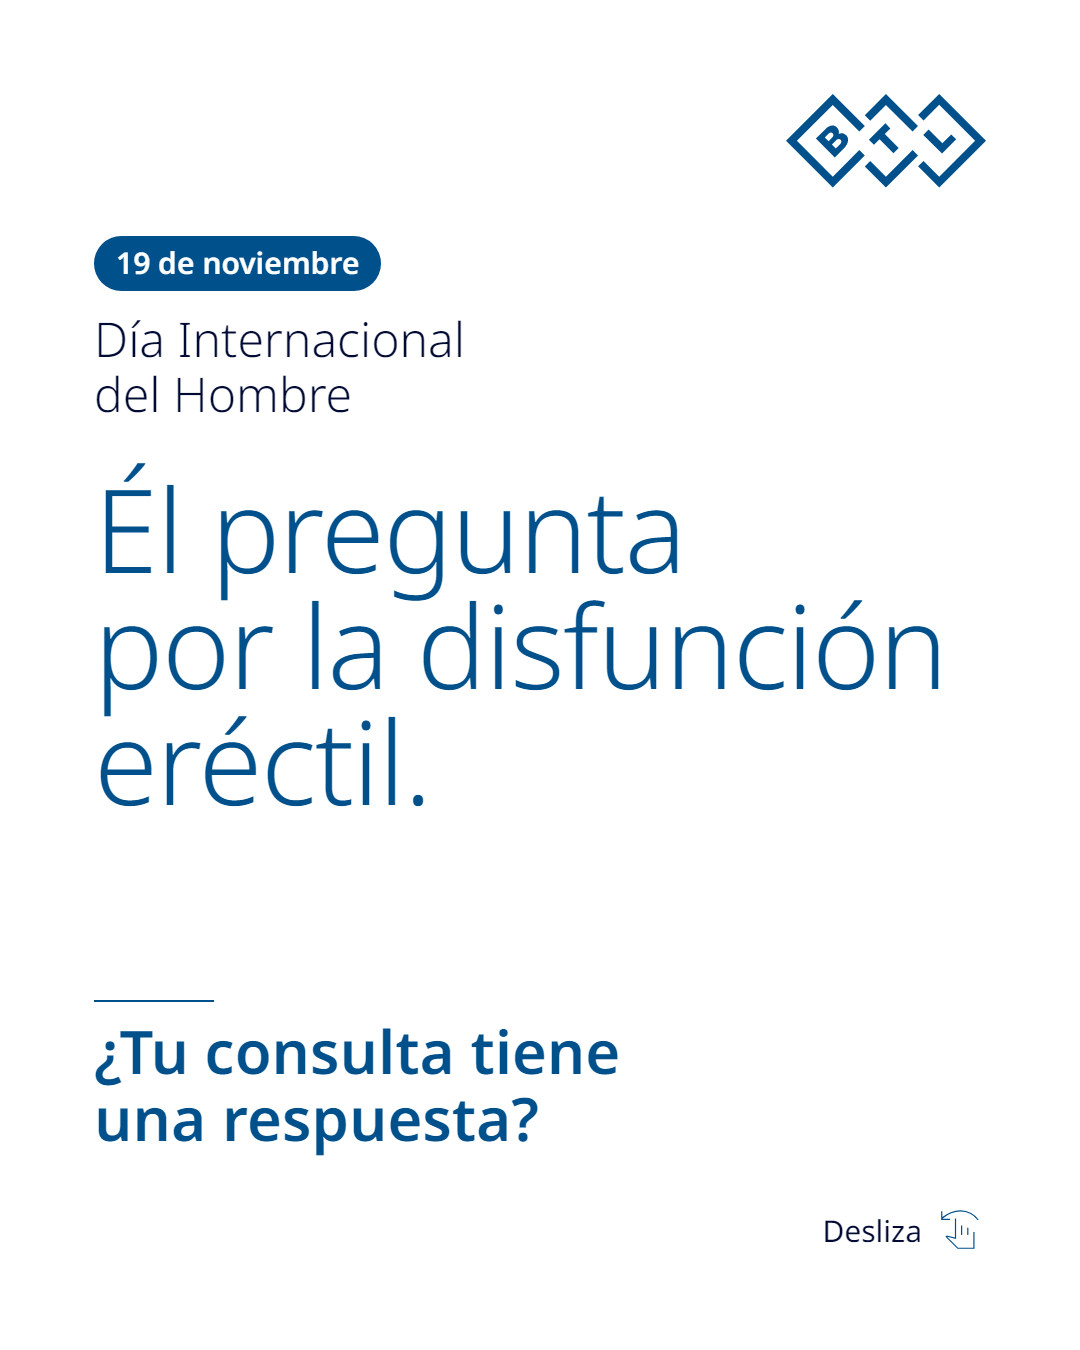 BTL
19 de noviembre
Día Internacional
del Hombre
Él pregunta
por la disfunción
eréctil.
¿Tu consulta tiene
una respuesta?
Desliza